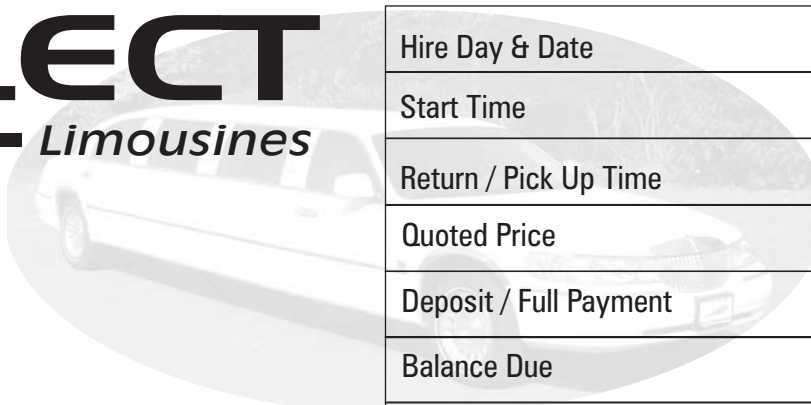 LECT
Limousines
Hire Day & Date
Start Time
Return / Pick Up Time
Quoted Price
Deposit / Full Payment
Balance Due